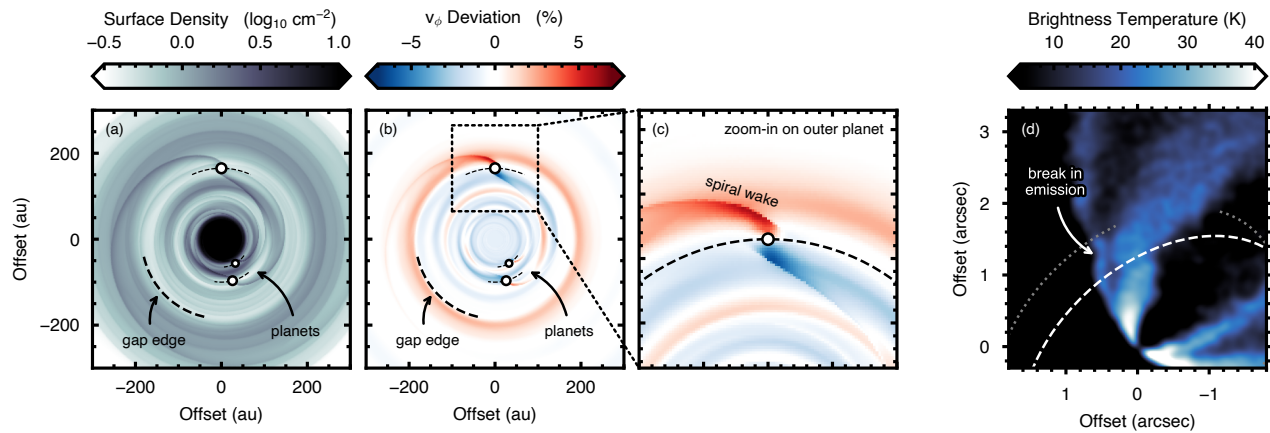 Surface Density (log₁₀ cm⁻²)
−0.5 0.0 0.5 1.0
v_ϕ Deviation (%)
−5 0 5
Brightness Temperature (K)
10 20 30 40
(a)
200
0
−200
Offset (au)
gap edge
planets
−200 0 200
Offset (au)
(b)
gap edge
planets
−200 0 200
Offset (au)
(c)
zoom-in on outer planet
spiral wake
(d)
break in
emission
3
2
1
0
Offset (arcsec)
1 0 -1
Offset (arcsec)